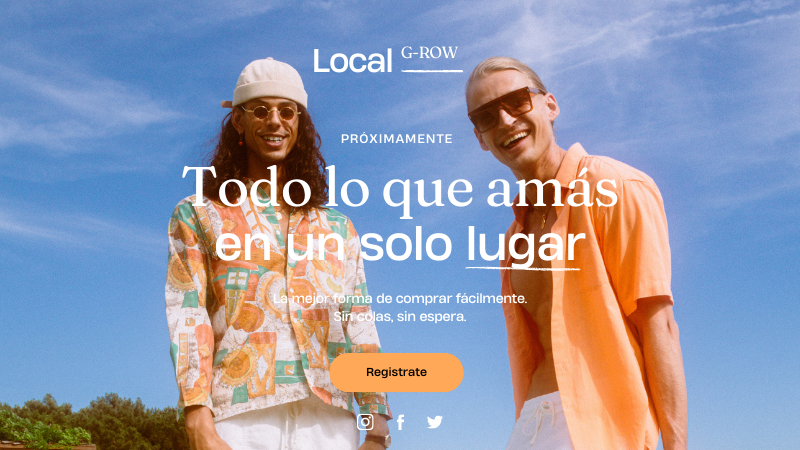 Local G-ROW
PRÓXIMAMENTE
Todo lo que amás
en un solo lugar
La mejor forma de comprar fácilmente.
Sin colas, sin espera.
Registrate